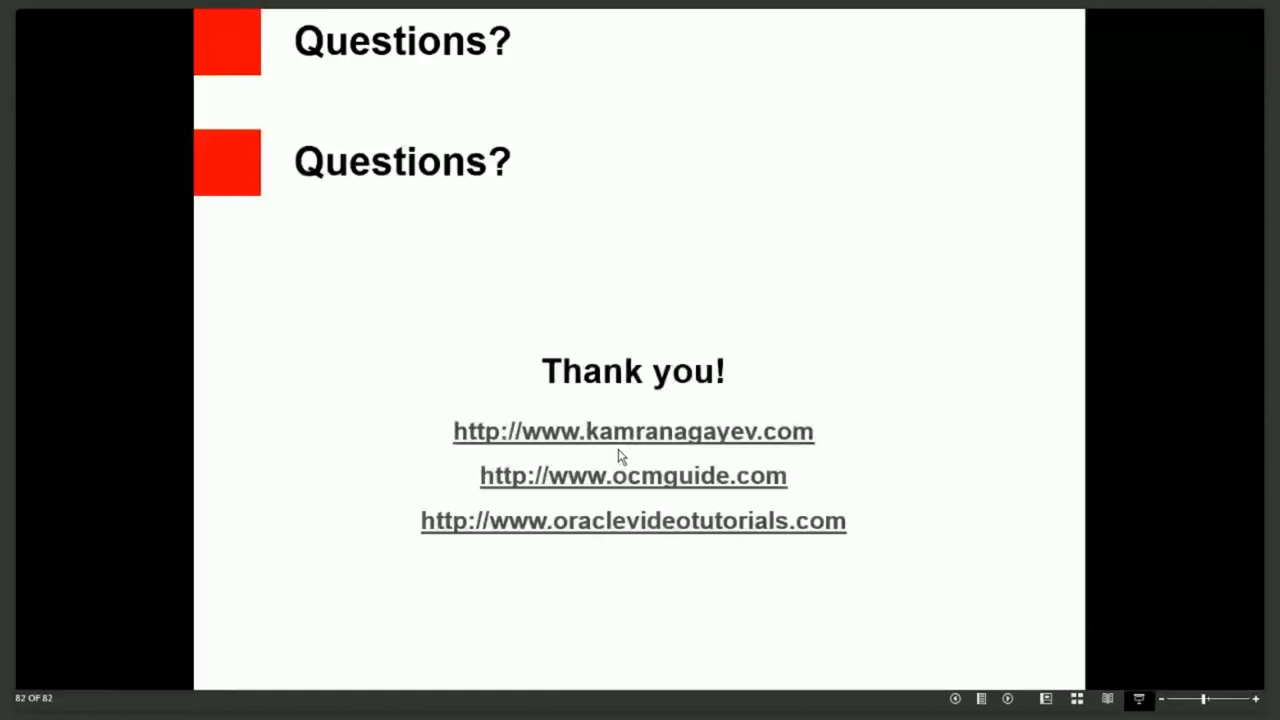 Questions?
Questions?
Thank you!
http://www.kamranagayev.com
http://www.ocmguide.com
http://www.oraclevideotutorials.com
82 OF 82